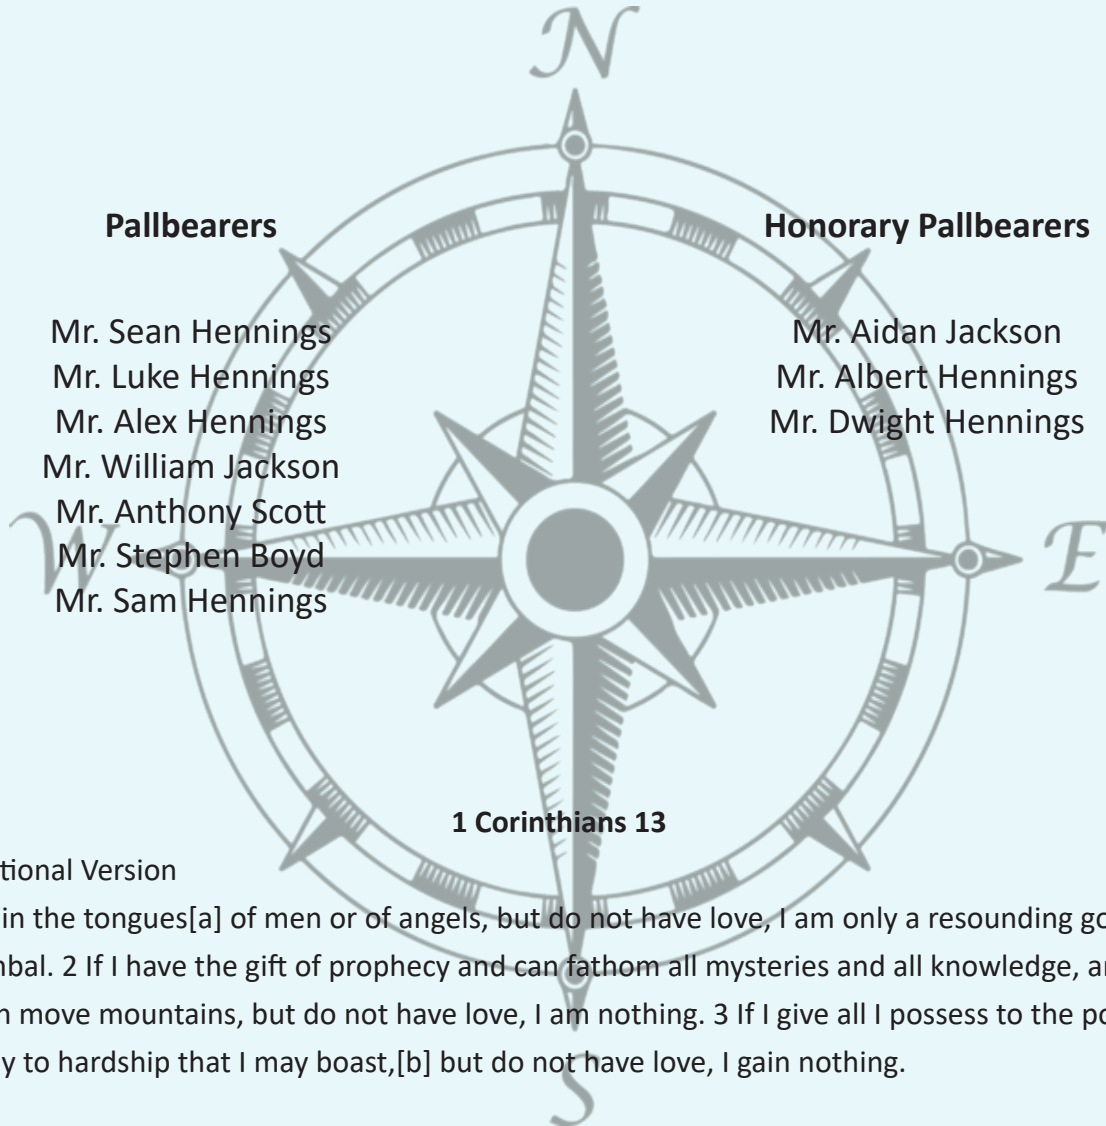 N
Pallbearers
Mr. Sean Hennings
Mr. Luke Hennings
Mr. Alex Hennings
Mr. William Jackson
Mr. Anthony Scott
Mr. Stephen Boyd
Mr. Sam Hennings
Honorary Pallbearers
Mr. Aidan Jackson
Mr. Albert Hennings
Mr. Dwight Hennings
W
E
1 Corinthians 13
tional Version
in the tongues[a] of men or of angels, but do not have love, I am only a resounding go
bal. 2 If I have the gift of prophecy and can fathom all mysteries and all knowledge, a
move mountains, but do not have love, I am nothing. 3 If I give all I possess to the po
y to hardship that I may boast,[b] but do not have love, I gain nothing.
S